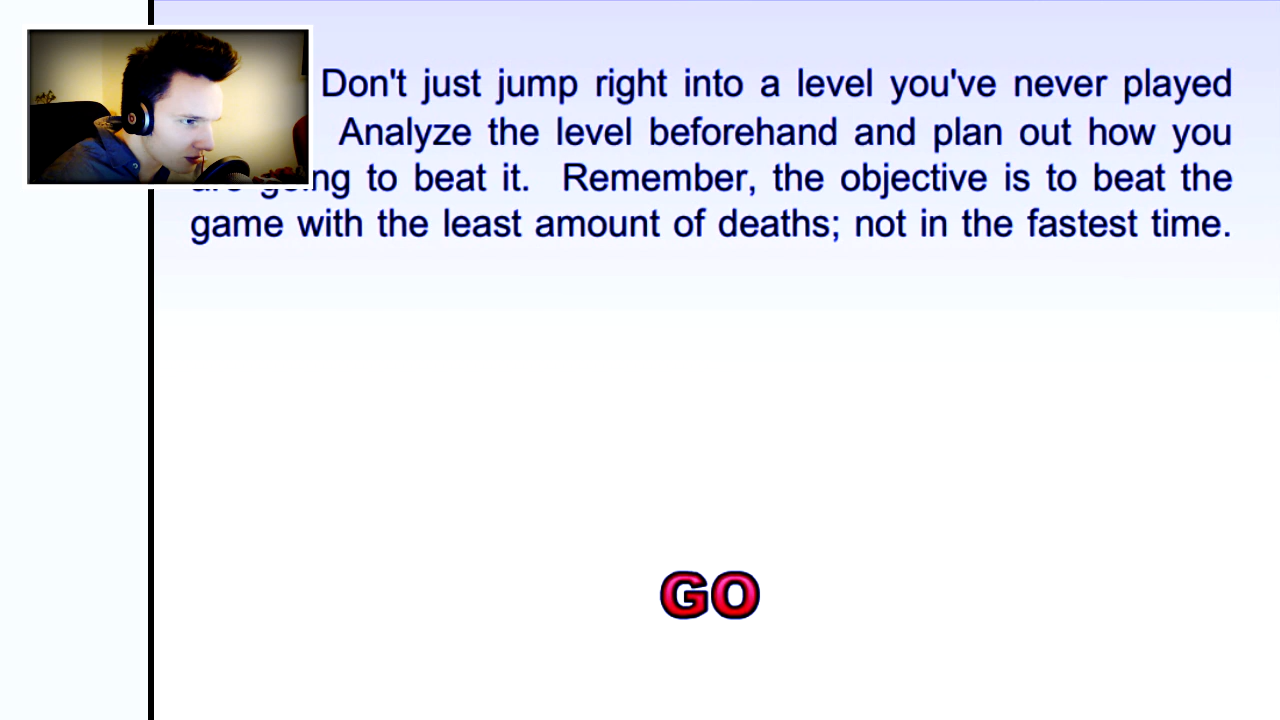 Don't just jump right into a level you've never played
Analyze the level beforehand and plan out how you
going to beat it. Remember, the objective is to beat the
game with the least amount of deaths; not in the fastest time.
GO